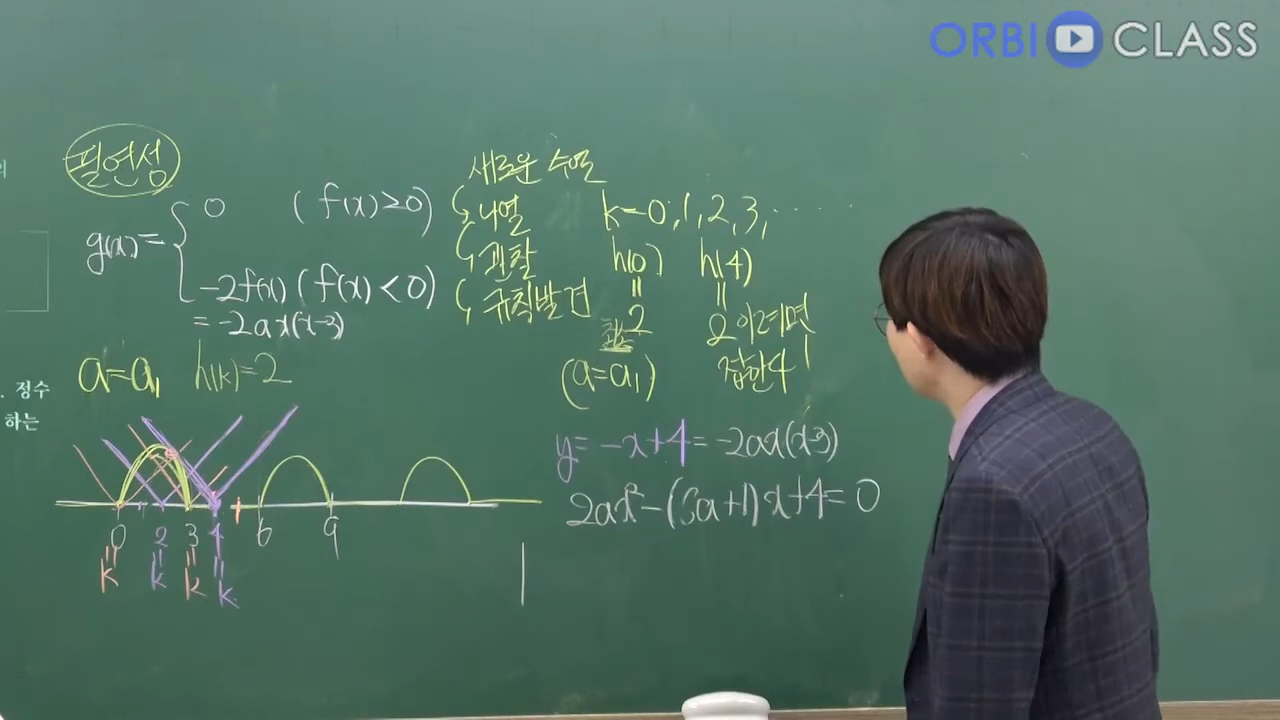 ORBI CLASS
필연성
g(x)= { 0 (f(x)≥0)
-2f(x) (f(x)<0)
= -2ax(x-3)
a=a₁ h(k)=2
새로운 수열
나열 k=0,1,2,3,.....
관찰 h(0) h(4)
규칙발견 = 2 = 2이려면
(a=a₁) 접한다!
y=-x+4=-2ax(x-3)
2ax²-(6a+1)x+4=0
0 2 3 4 6 9
= = = =
k k k k
. 정수
하는